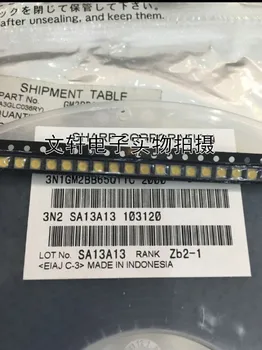 ックを閉じて保管して下さい。
after unsealing, and keep them
SHIPMENT TABLE
PART No.
文轩电子实物拍摄
3N1GM2BB65011C 2000
3N2 SA13A13 103120
LOT No. SA13A13 RANK Zb2-1
<EIAJ C-3> MADE IN INDONESIA